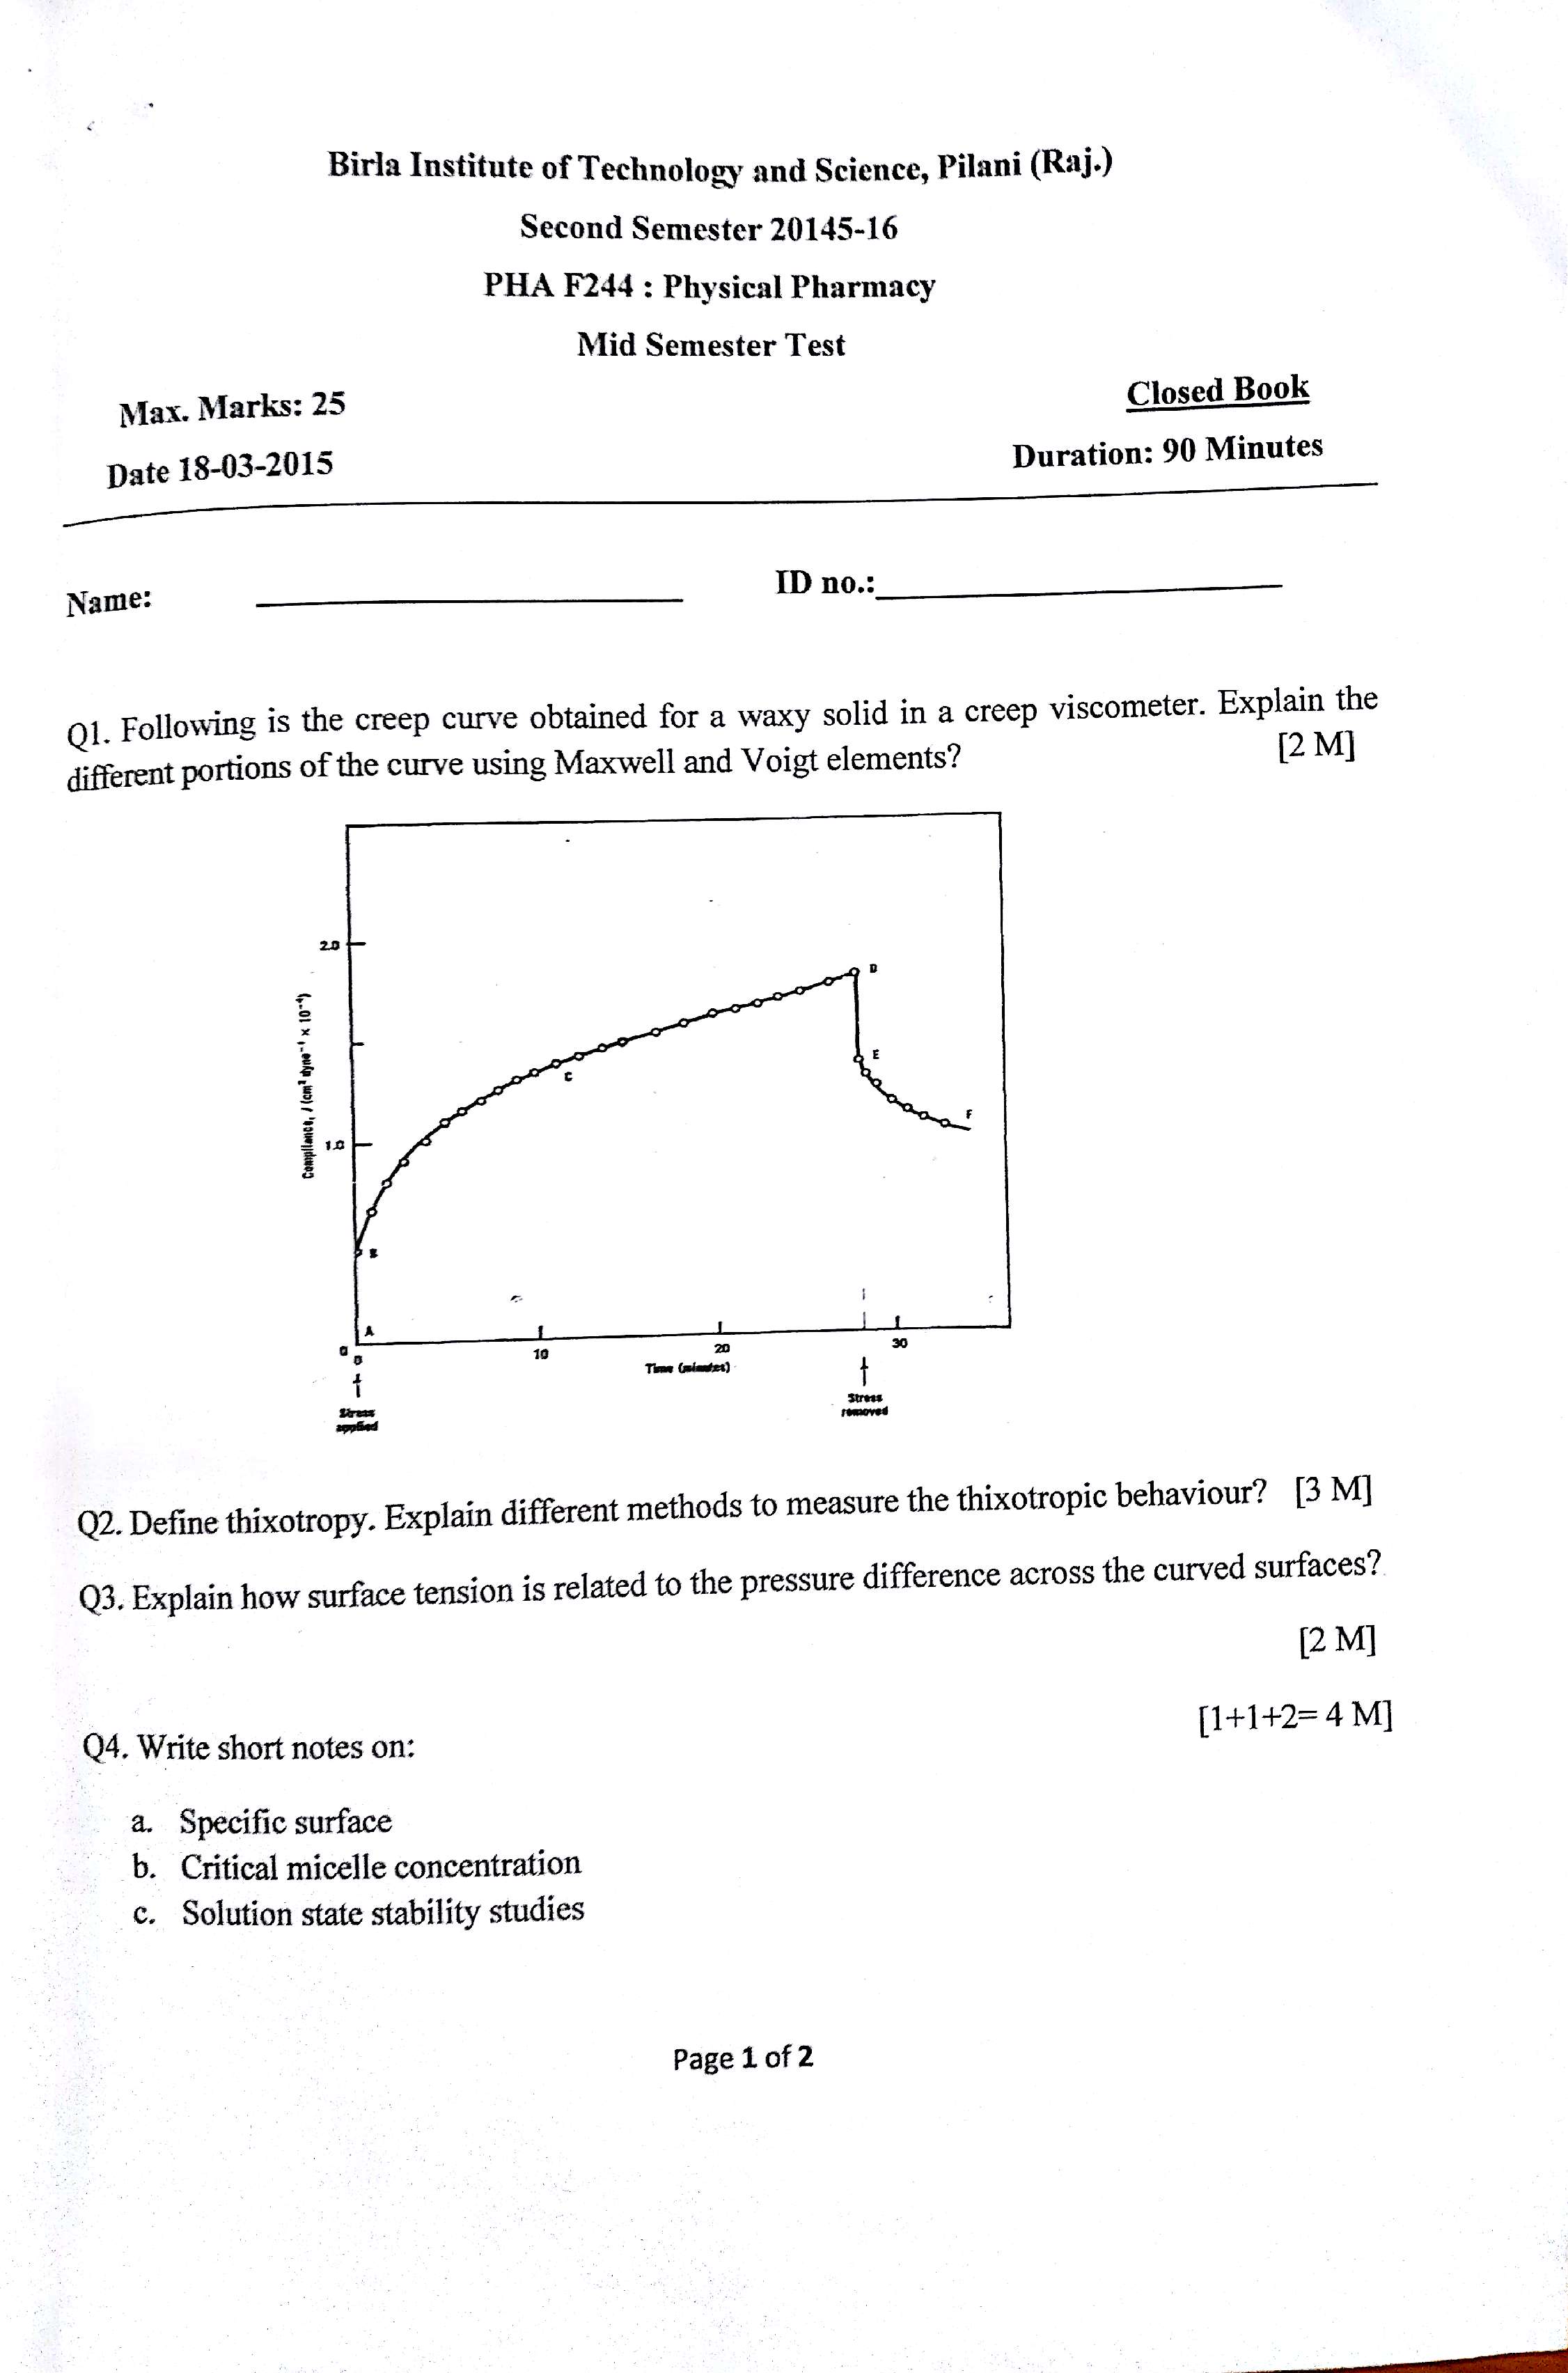 Birla Institute of Technology and Science, Pilani (Raj.)
Second Semester 20145-16
PHA F244 : Physical Pharmacy
Mid Semester Test
Max. Marks: 25
Closed Book
Date 18-03-2015
Duration: 90 Minutes
Name:
ID no.:
Q1. Following is the creep curve obtained for a waxy solid in a creep viscometer. Explain the
different portions of the curve using Maxwell and Voigt elements?
[2 M]
2.0
1.0
Compliance, J (cm² dyne⁻¹ × 10⁻⁴)
A
B
C
D
E
F
0
0
10
20
30
Time (minutes)
Stress
applied
Stress
removed
Q2. Define thixotropy. Explain different methods to measure the thixotropic behaviour? [3 M]
Q3. Explain how surface tension is related to the pressure difference across the curved surfaces?
[2 M]
[1+1+2= 4 M]
Q4. Write short notes on:
a. Specific surface
b. Critical micelle concentration
c. Solution state stability studies
Page 1 of 2